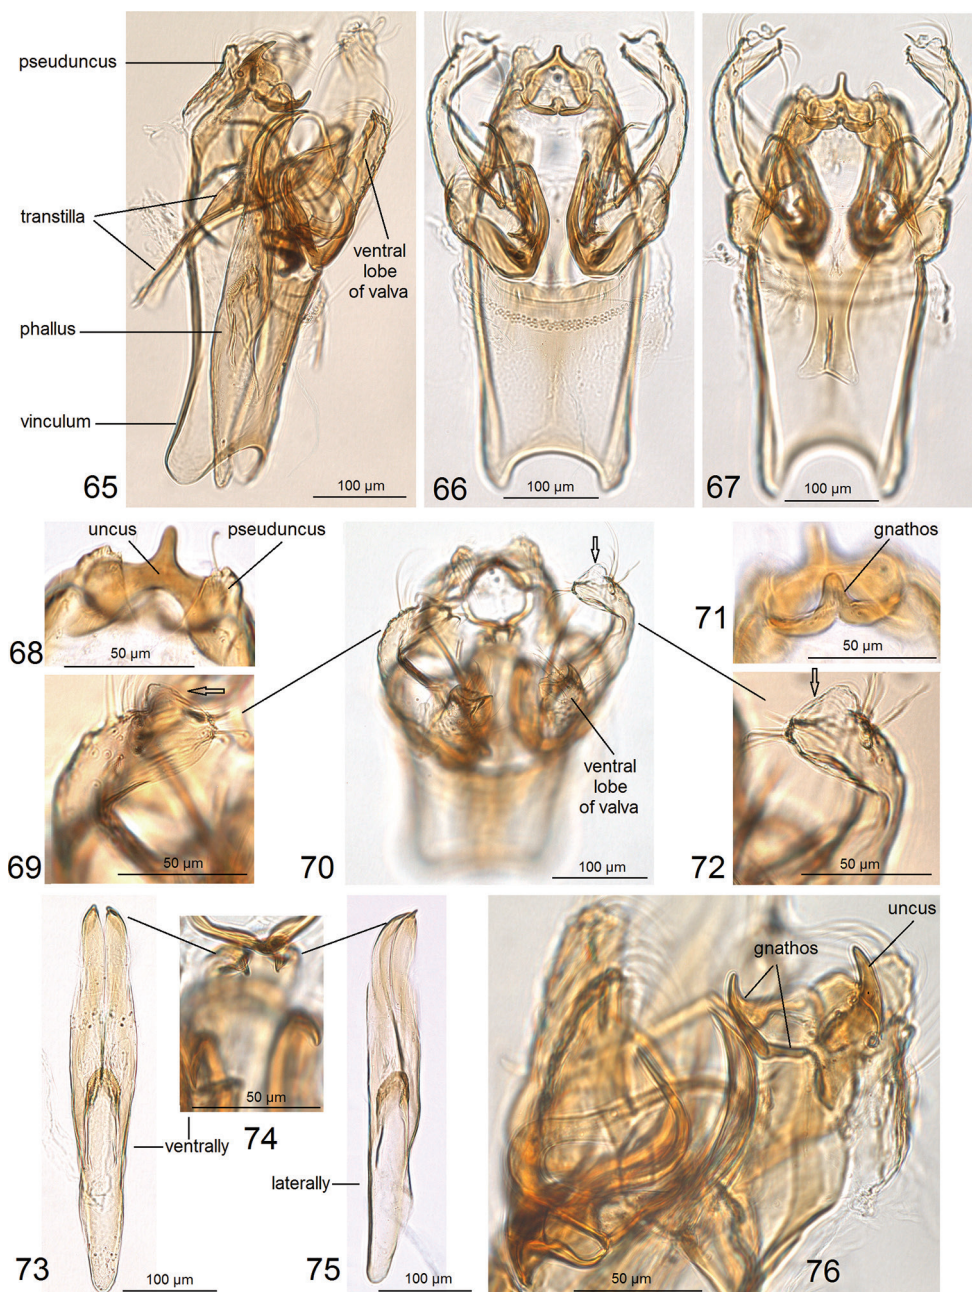 pseuduncus
transtilla
ventral
lobe
of valva
phallus
vinculum
65
100 µm
66
100 µm
67
100 µm
uncus
pseuduncus
68
50 µm
gnathos
71
50 µm
69
50 µm
70
ventral
lobe
of valva
100 µm
72
50 µm
73
100 µm
ventrally
74
50 µm
laterally
75
100 µm
gnathos
uncus
50 µm
76